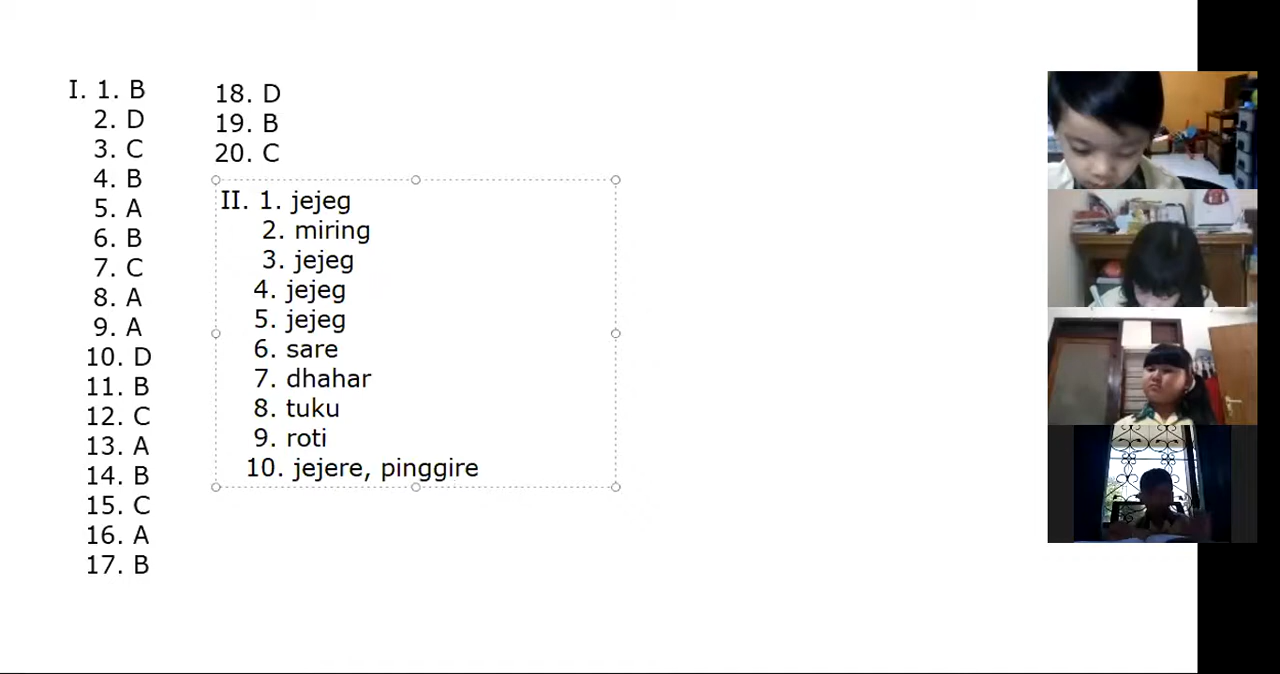 I. 1. B
2. D
3. C
4. B
5. A
6. B
7. C
8. A
9. A
10. D
11. B
12. C
13. A
14. B
15. C
16. A
17. B
18. D
19. B
20. C
II. 1. jejeg
2. miring
3. jejeg
4. jejeg
5. jejeg
6. sare
7. dhahar
8. tuku
9. roti
10. jejere, pinggire